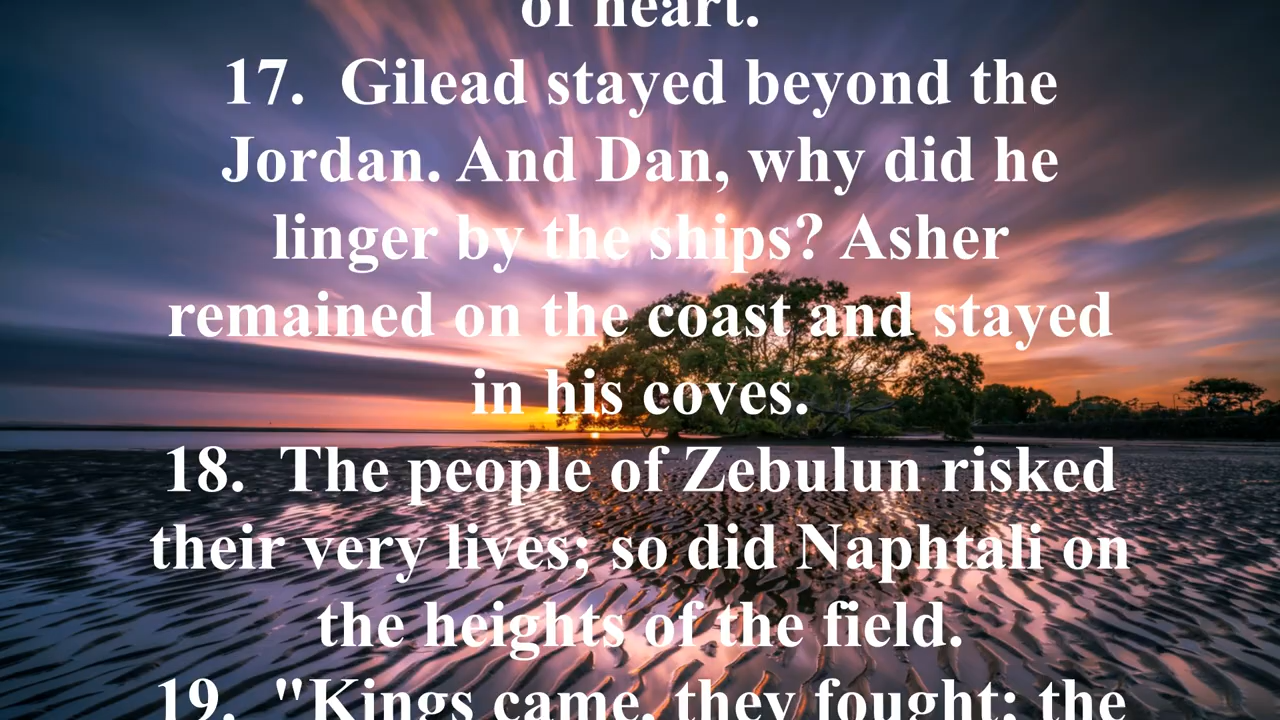 of heart.
17.  Gilead stayed beyond the
Jordan. And Dan, why did he
linger by the ships? Asher
remained on the coast and stayed
in his coves.
18.  The people of Zebulun risked
their very lives; so did Naphtali on
the heights of the field.
19.  "Kings came, they fought; the